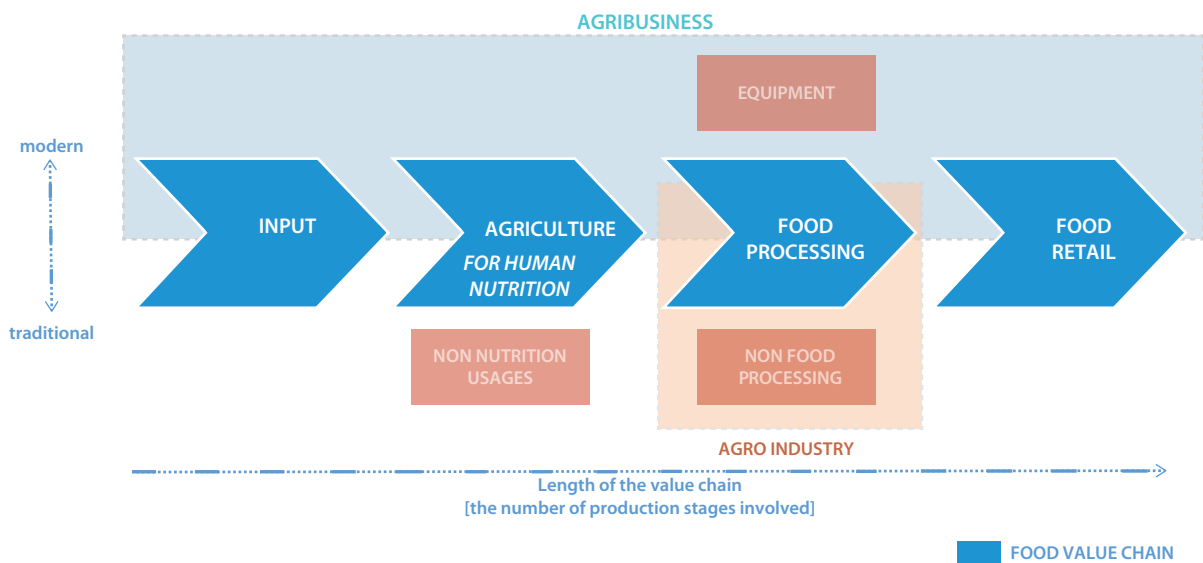 AGRIBUSINESS
EQUIPMENT
modern
traditional
INPUT
AGRICULTURE
FOR HUMAN
NUTRITION
FOOD
PROCESSING
FOOD
RETAIL
NON NUTRITION
USAGES
NON FOOD
PROCESSING
AGRO INDUSTRY
Length of the value chain
[the number of production stages involved]
FOOD VALUE CHAIN